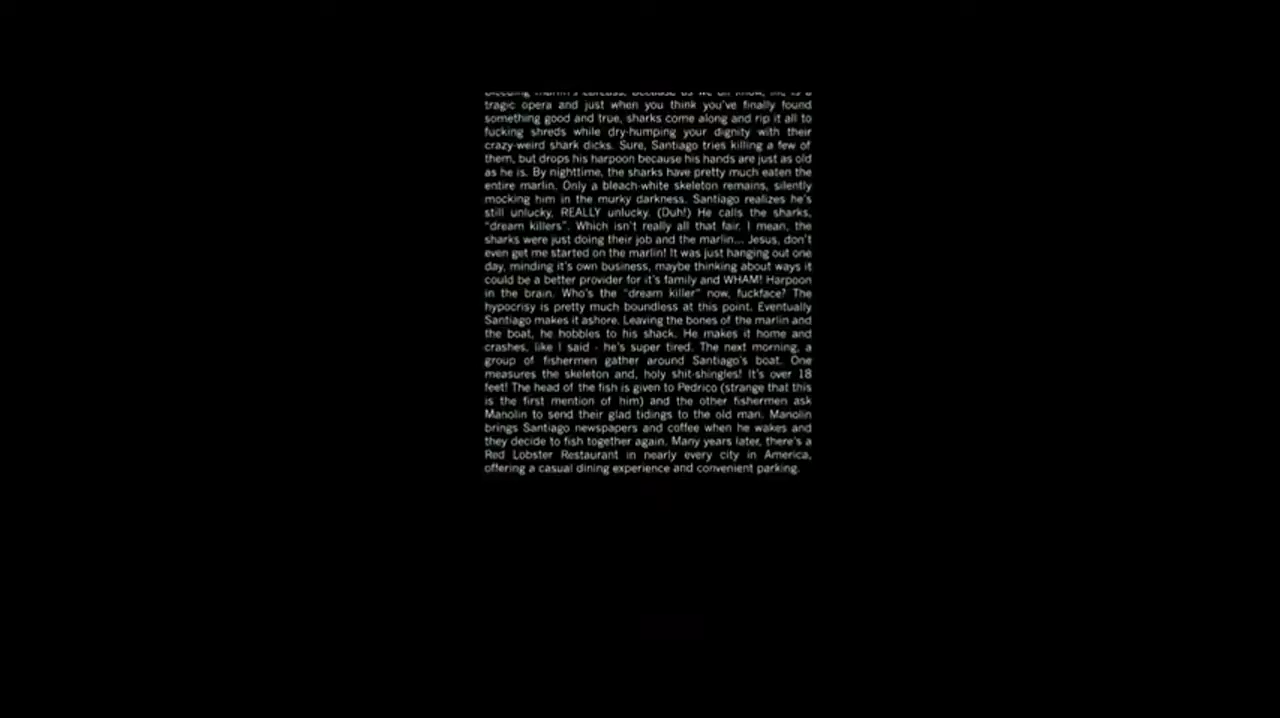 bleeding marlin's carcass. Because as we all know, life is a
tragic opera and just when you think you've finally found
something good and true, sharks come along and rip it all to
fucking shreds while dry-humping your dignity with their
crazy-weird shark dicks. Sure, Santiago tries killing a few of
them, but drops his harpoon because his hands are just as old
as he is. By nighttime, the sharks have pretty much eaten the
entire marlin. Only a bleach-white skeleton remains, silently
mocking him in the murky darkness. Santiago realizes he's
still unlucky. REALLY unlucky. (Duh!) He calls the sharks,
"dream killers". Which isn't really all that fair. I mean, the
sharks were just doing their job and the marlin... Jesus, don't
even get me started on the marlin! It was just hanging out one
day, minding it's own business, maybe thinking about ways it
could be a better provider for it's family and WHAM! Harpoon
in the brain. Who's the "dream killer" now, fuckface? The
hypocrisy is pretty much boundless at this point. Eventually
Santiago makes it ashore. Leaving the bones of the marlin and
the boat, he hobbles to his shack. He makes it home and
crashes, like I said - he's super tired. The next morning, a
group of fishermen gather around Santiago's boat. One
measures the skeleton and, holy shit-shingles! It's over 18
feet! The head of the fish is given to Pedrico (strange that this
is the first mention of him) and the other fishermen ask
Manolin to send their glad tidings to the old man. Manolin
brings Santiago newspapers and coffee when he wakes and
they decide to fish together again. Many years later, there's a
Red Lobster Restaurant in nearly every city in America,
offering a casual dining experience and convenient parking.